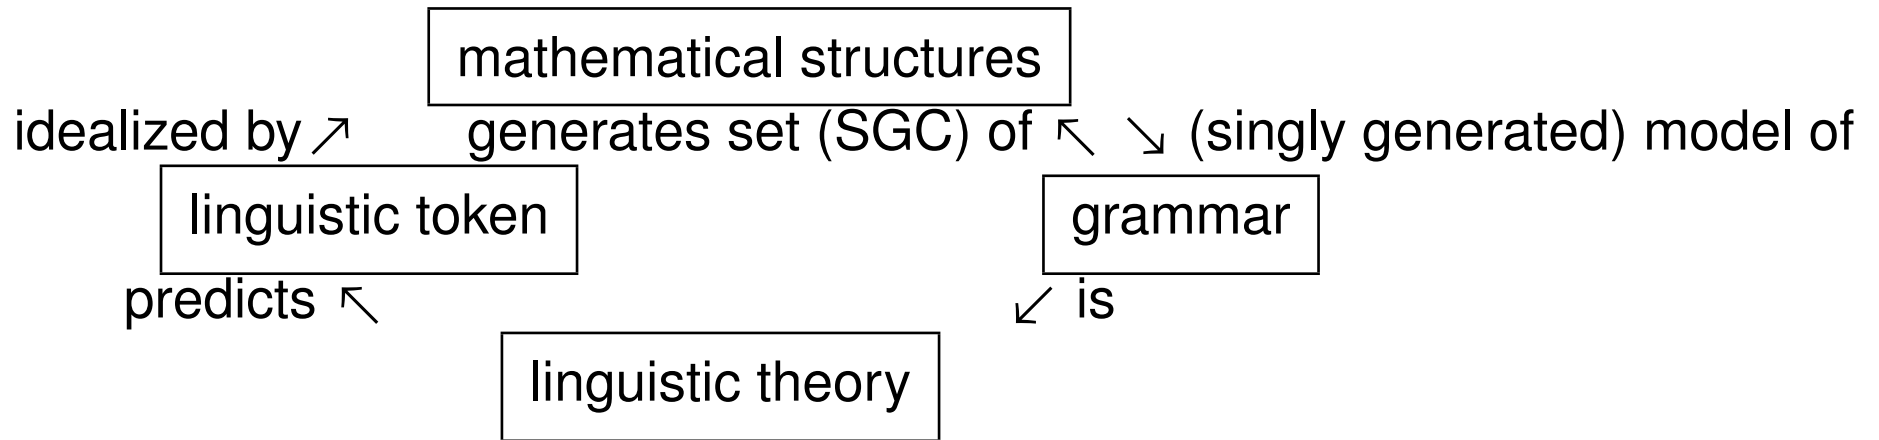 mathematical structures
idealized by ↗ generates set (SGC) of ↖ ↘ (singly generated) model of
linguistic token grammar
predicts ↖ ↙ is
linguistic theory